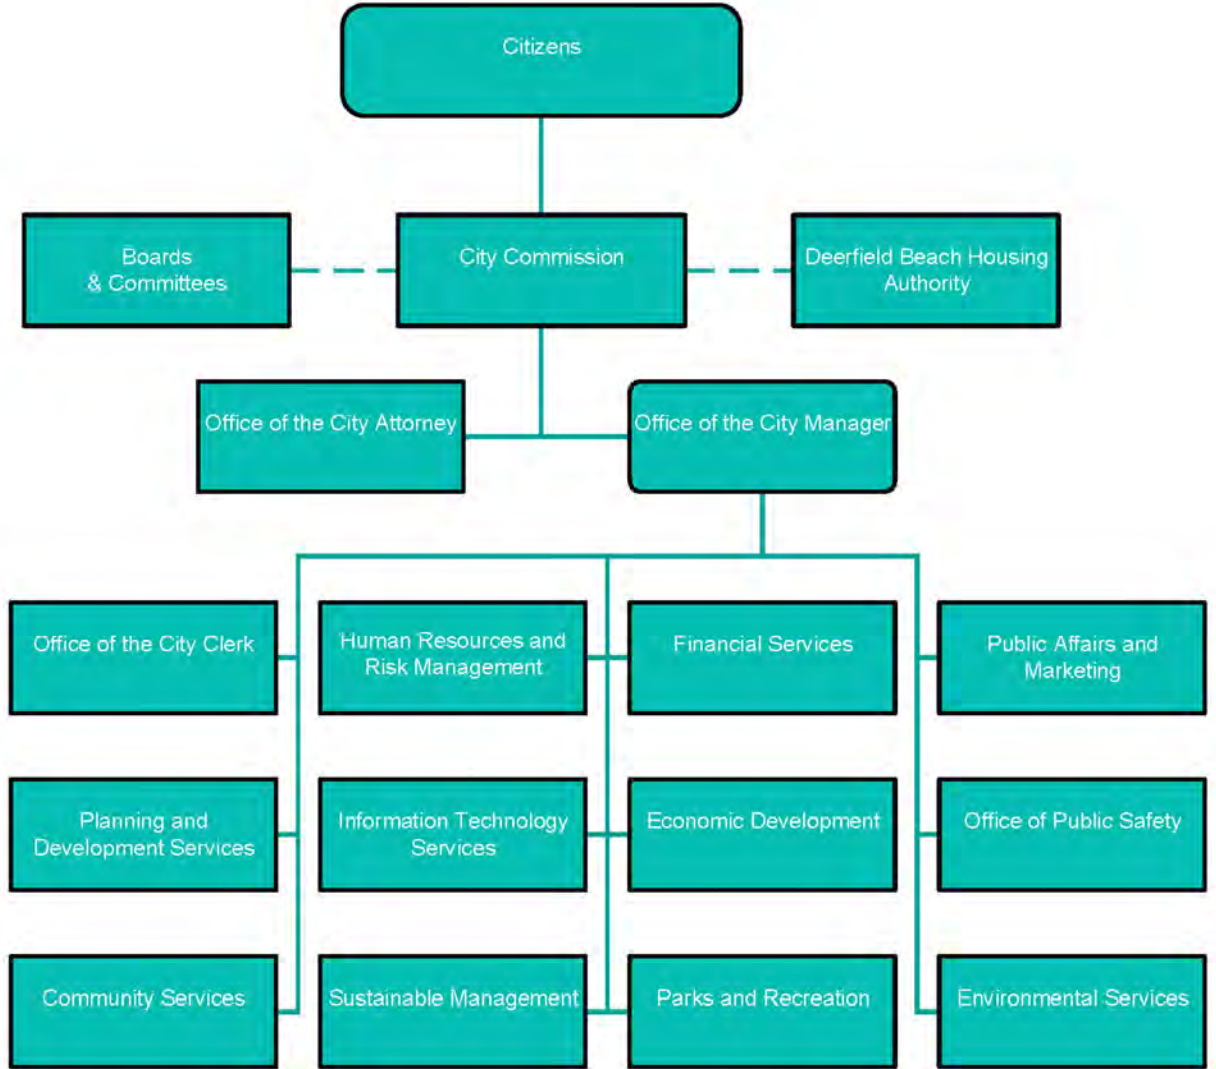 Citizens
Boards
& Committees
City Commission
Deerfield Beach Housing
Authority
Office of the City Attorney
Office of the City Manager
Office of the City Clerk
Human Resources and
Risk Management
Financial Services
Public Affairs and
Marketing
Planning and
Development Services
Information Technology
Services
Economic Development
Office of Public Safety
Community Services
Sustainable Management
Parks and Recreation
Environmental Services